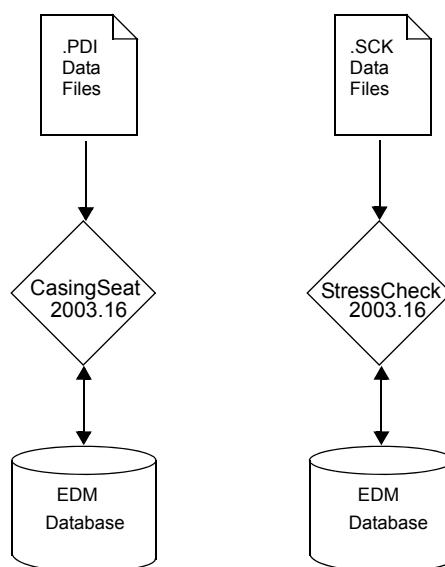 .PDI
Data
Files
.SCK
Data
Files
CasingSeat
2003.16
StressCheck
2003.16
EDM
Database
EDM
Database